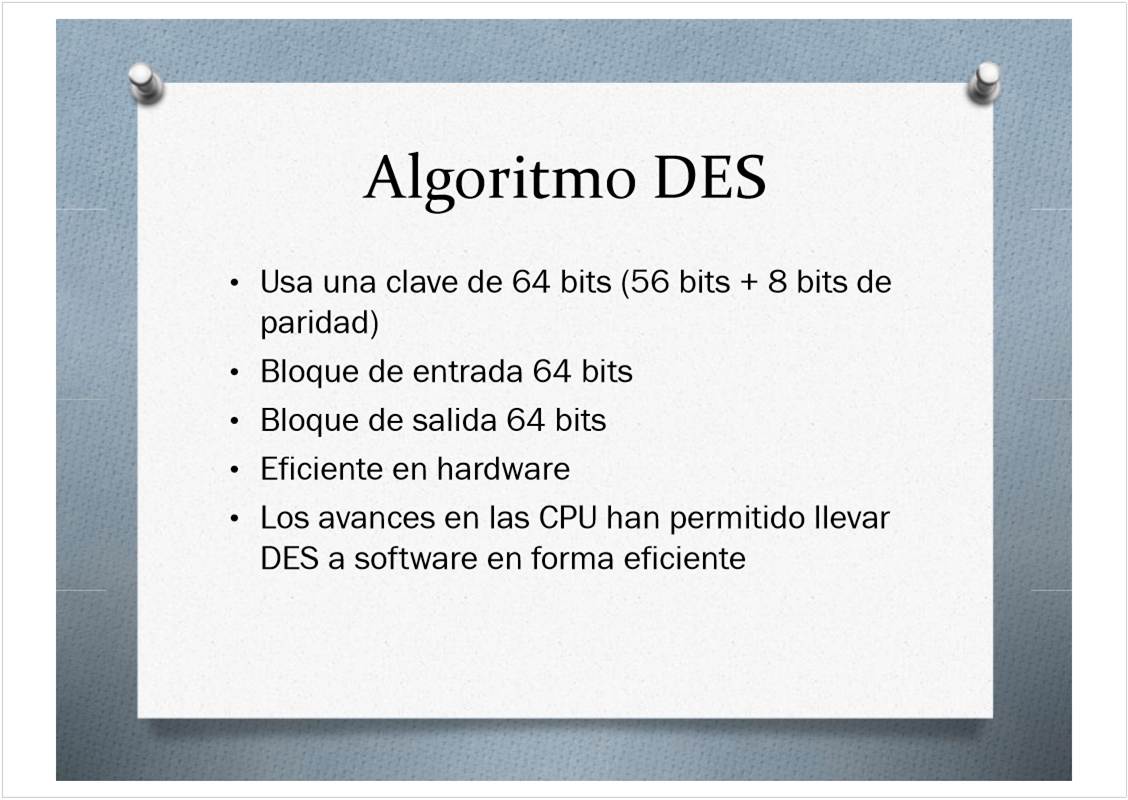 Algoritmo DES
• Usa una clave de 64 bits (56 bits + 8 bits de
paridad)
• Bloque de entrada 64 bits
• Bloque de salida 64 bits
• Eficiente en hardware
• Los avances en las CPU han permitido llevar
DES a software en forma eficiente